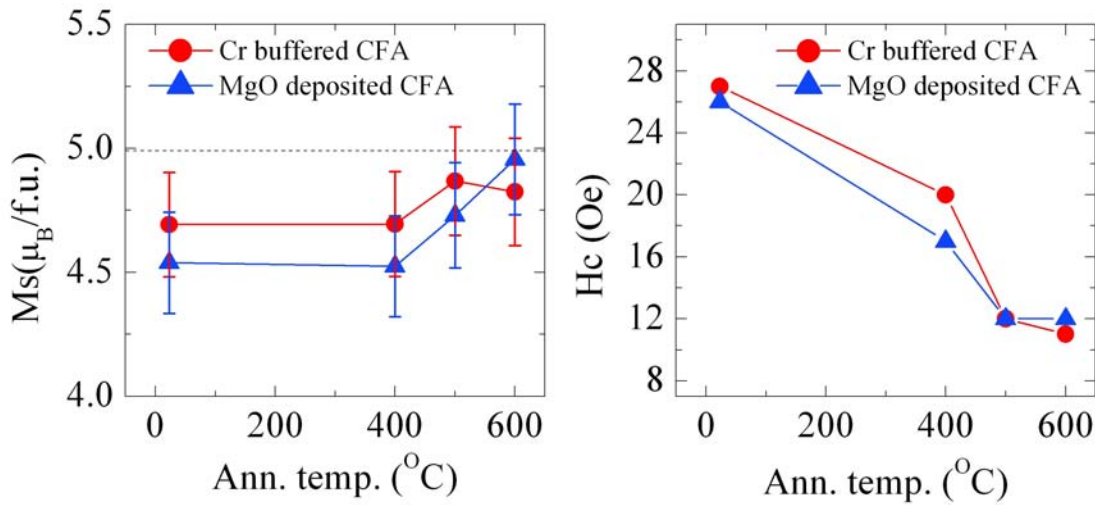 5.5
5.0
4.5
4.0
Ms(μB/f.u.)
Cr buffered CFA
MgO deposited CFA
0 200 400 600
Ann. temp. (°C)
28
24
20
16
12
8
Hc (Oe)
Cr buffered CFA
MgO deposited CFA
0 200 400 600
Ann. temp. (°C)